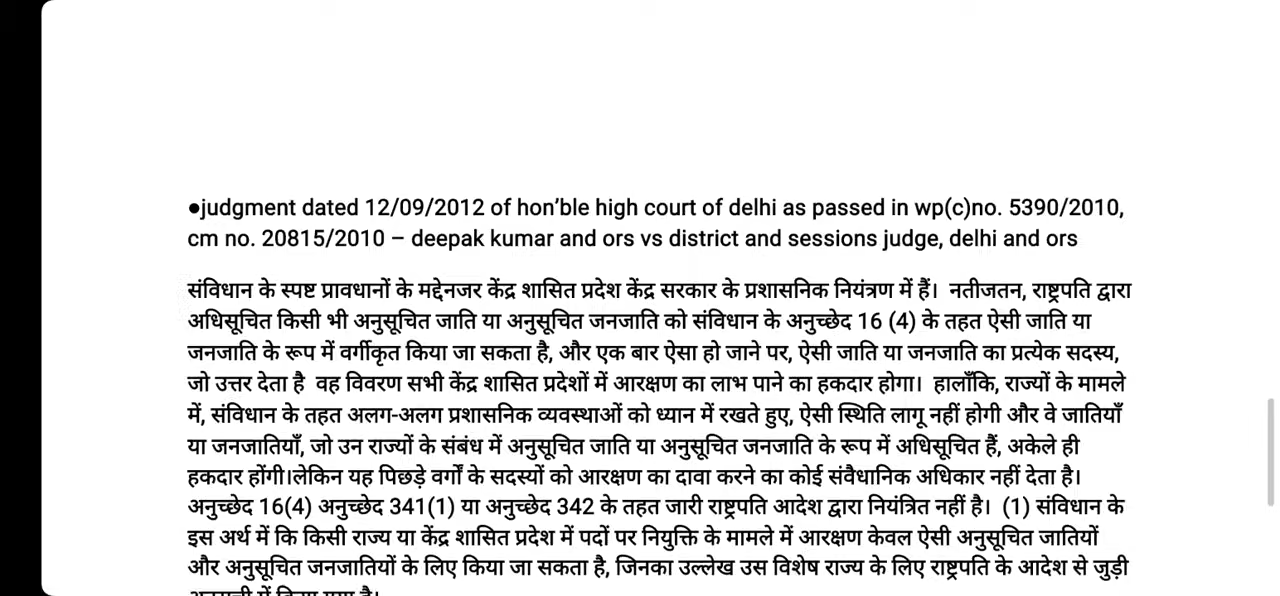 ●judgment dated 12/09/2012 of hon’ble high court of delhi as passed in wp(c)no. 5390/2010,
cm no. 20815/2010 – deepak kumar and ors vs district and sessions judge, delhi and ors
संविधान के स्पष्ट प्रावधानों के मद्देनजर केंद्र शासित प्रदेश केंद्र सरकार के प्रशासनिक नियंत्रण में हैं। नतीजतन, राष्ट्रपति द्वारा
अधिसूचित किसी भी अनुसूचित जाति या अनुसूचित जनजाति को संविधान के अनुच्छेद 16 (4) के तहत ऐसी जाति या
जनजाति के रूप में वर्गीकृत किया जा सकता है, और एक बार ऐसा हो जाने पर, ऐसी जाति या जनजाति का प्रत्येक सदस्य,
जो उत्तर देता है वह विवरण सभी केंद्र शासित प्रदेशों में आरक्षण का लाभ पाने का हकदार होगा। हालाँकि, राज्यों के मामले
में, संविधान के तहत अलग-अलग प्रशासनिक व्यवस्थाओं को ध्यान में रखते हुए, ऐसी स्थिति लागू नहीं होगी और वे जातियाँ
या जनजातियाँ, जो उन राज्यों के संबंध में अनुसूचित जाति या अनुसूचित जनजाति के रूप में अधिसूचित हैं, अकेले ही
हकदार होंगी।लेकिन यह पिछड़े वर्गों के सदस्यों को आरक्षण का दावा करने का कोई संवैधानिक अधिकार नहीं देता है।
अनुच्छेद 16(4) अनुच्छेद 341(1) या अनुच्छेद 342 के तहत जारी राष्ट्रपति आदेश द्वारा नियंत्रित नहीं है। (1) संविधान के
इस अर्थ में कि किसी राज्य या केंद्र शासित प्रदेश में पदों पर नियुक्ति के मामले में आरक्षण केवल ऐसी अनुसूचित जातियों
और अनुसूचित जनजातियों के लिए किया जा सकता है, जिनका उल्लेख उस विशेष राज्य के लिए राष्ट्रपति के आदेश से जुड़ी